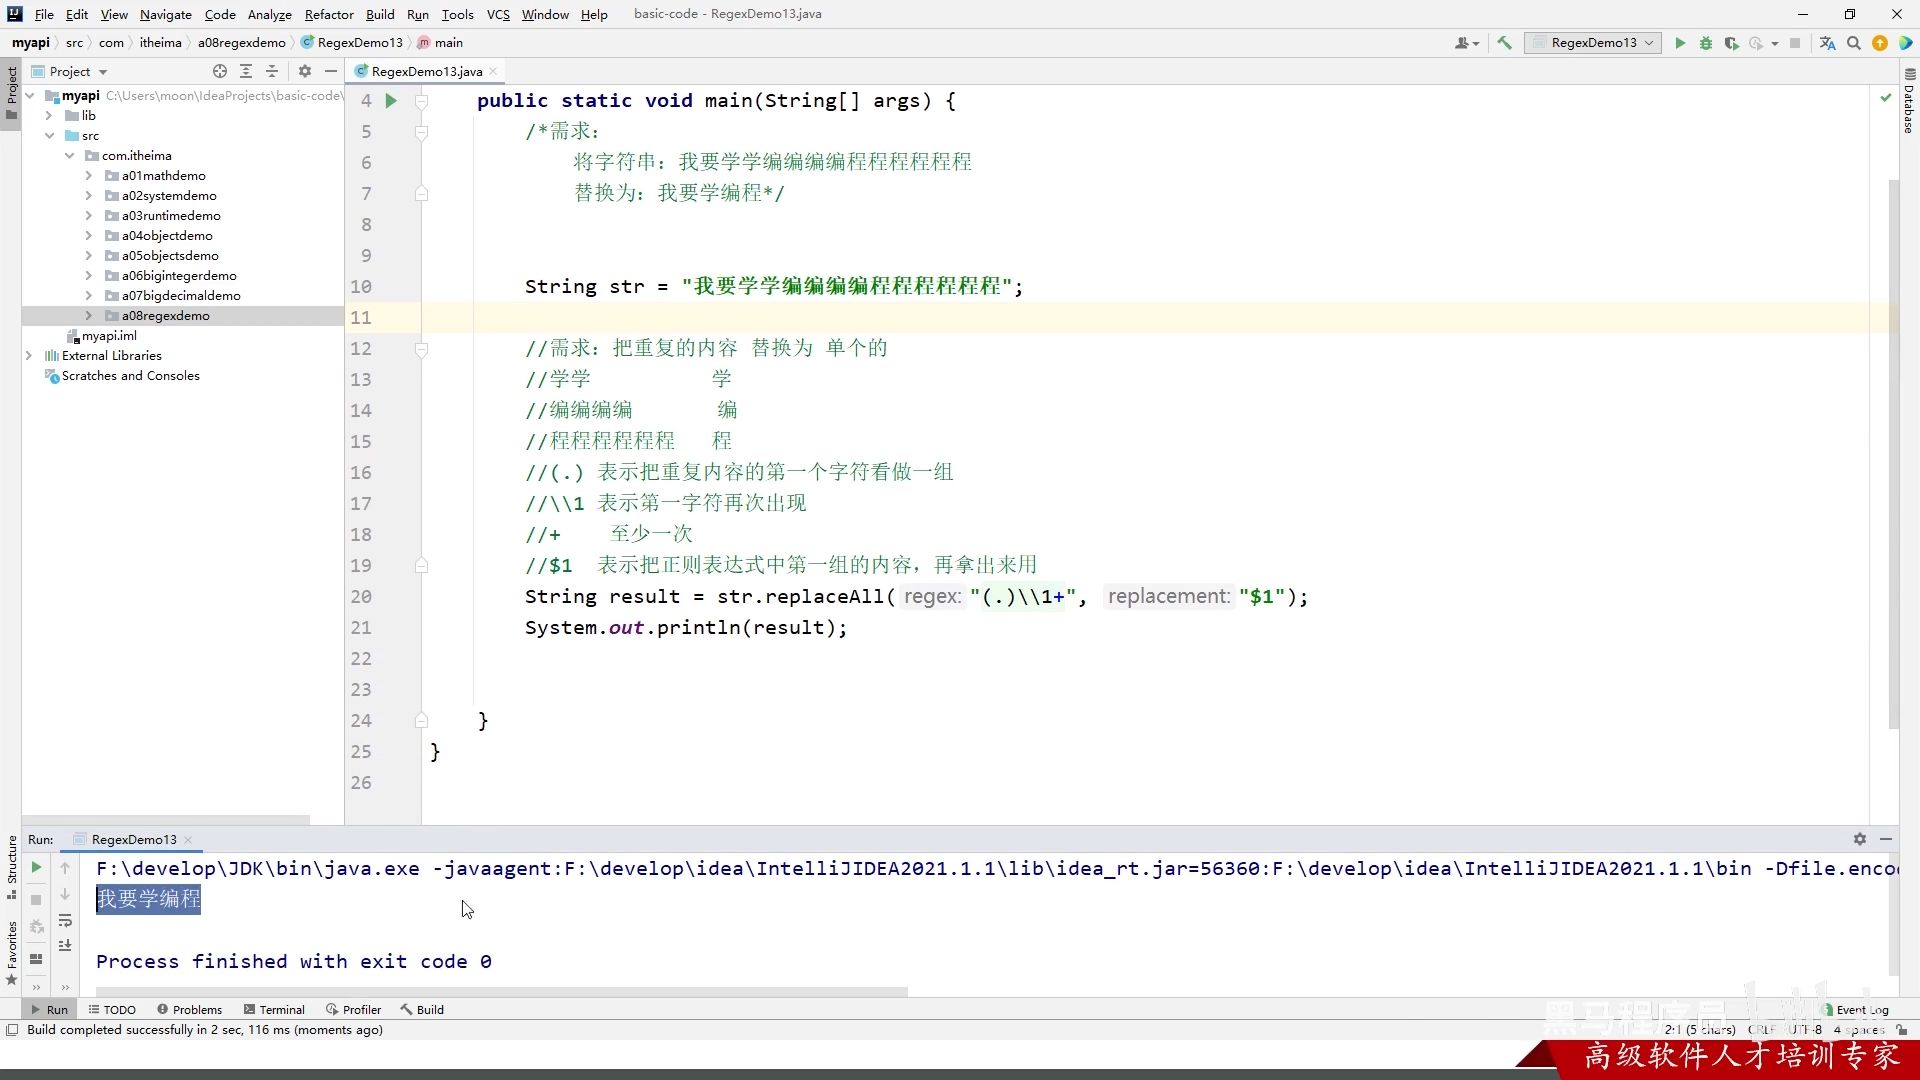 File Edit View Navigate Code Analyze Refactor Build Run Tools VCS Window Help basic-code - RegexDemo13.java
myapi src com itheima a08regexdemo RegexDemo13 main RegexDemo13
Project RegexDemo13.java
Project
Database
myapi C:\Users\moon\IdeaProjects\basic-code\
lib
src
com.itheima
a01mathdemo
a02systemdemo
a03runtimedemo
a04objectdemo
a05objectsdemo
a06bigintegerdemo
a07bigdecimaldemo
a08regexdemo
myapi.iml
External Libraries
Scratches and Consoles
4 public static void main(String[] args) {
5 /*需求：
6 将字符串：我要学学编编编编程程程程程程
7 替换为：我要学编程*/
8
9
10 String str = "我要学学编编编编程程程程程程";
11
12 //需求：把重复的内容 替换为 单个的
13 //学学 学
14 //编编编编 编
15 //程程程程程程 程
16 //(.) 表示把重复内容的第一个字符看做一组
17 //\\1 表示第一字符再次出现
18 //+ 至少一次
19 //$1 表示把正则表达式中第一组的内容，再拿出来用
20 String result = str.replaceAll( regex: "(.)\\1+", replacement: "$1");
21 System.out.println(result);
22
23
24 }
25 }
26
Structure
Favorites
Run: RegexDemo13
F:\develop\JDK\bin\java.exe -javaagent:F:\develop\idea\IntelliJIDEA2021.1.1\lib\idea_rt.jar=56360:F:\develop\idea\IntelliJIDEA2021.1.1\bin -Dfile.enco
我要学编程
Process finished with exit code 0
Run TODO Problems Terminal Profiler Build Event Log
Build completed successfully in 2 sec, 116 ms (moments ago) 2:1 (5 chars) CRLF UTF-8 4 spaces
黑马程序员
高级软件人才培训专家